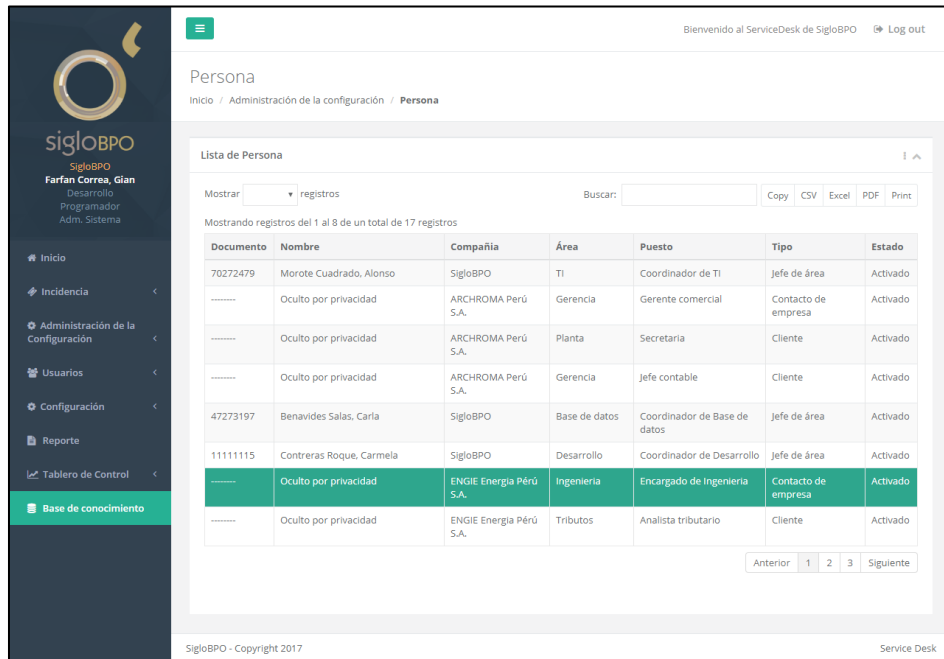 Bienvenido al ServiceDesk de SigloBPO Log out
sigloBPO
SigloBPO
Farfan Correa, Gian
Desarrollo
Programador
Adm. Sistema
Inicio
Incidencia
Administración de la
Configuración
Usuarios
Configuración
Reporte
Tablero de Control
Base de conocimiento
Persona
Inicio / Administración de la configuración / Persona
Lista de Persona
Mostrar registros Buscar: Copy CSV Excel PDF Print
Mostrando registros del 1 al 8 de un total de 17 registros
Documento Nombre Compañia Área Puesto Tipo Estado
70272479 Morote Cuadrado, Alonso SigloBPO TI Coordinador de TI Jefe de área Activado
-------- Oculto por privacidad ARCHROMA Perú Gerencia Gerente comercial Contacto de Activado
S.A. empresa
-------- Oculto por privacidad ARCHROMA Perú Planta Secretaria Cliente Activado
S.A.
-------- Oculto por privacidad ARCHROMA Perú Gerencia Jefe contable Cliente Activado
S.A.
47273197 Benavides Salas, Carla SigloBPO Base de datos Coordinador de Base de Jefe de área Activado
datos
11111115 Contreras Roque, Carmela SigloBPO Desarrollo Coordinador de Desarrollo Jefe de área Activado
-------- Oculto por privacidad ENGIE Energia Pérú Ingenieria Encargado de Ingenieria Contacto de Activado
S.A. empresa
-------- Oculto por privacidad ENGIE Energia Pérú Tributos Analista tributario Cliente Activado
S.A.
Anterior 1 2 3 Siguiente
SigloBPO - Copyright 2017 Service Desk